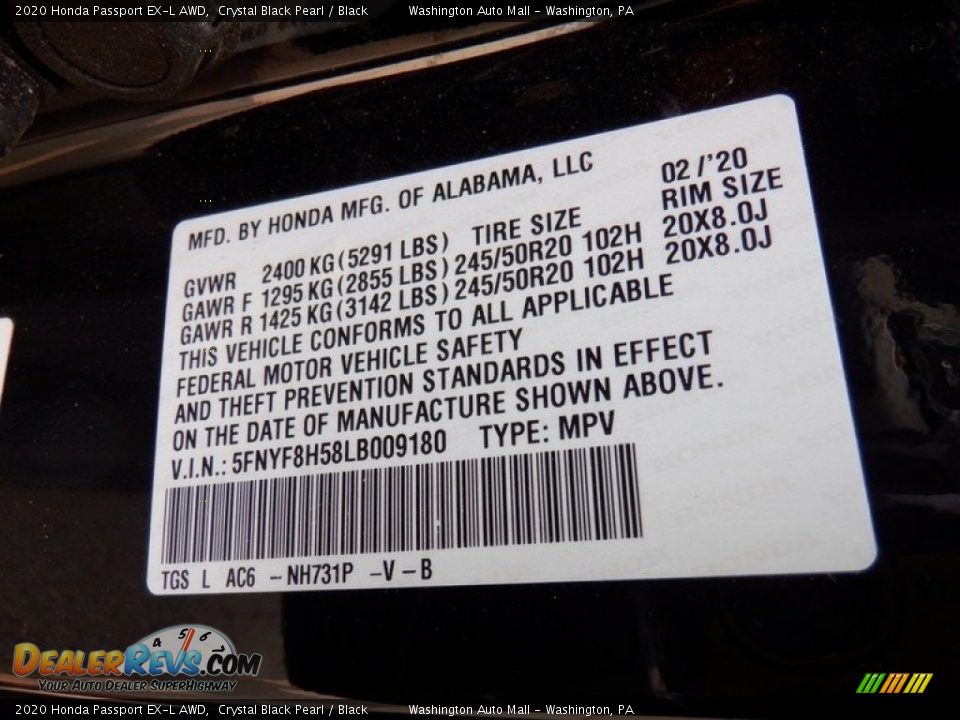 2020 Honda Passport EX-L AWD, Crystal Black Pearl / Black Washington Auto Mall - Washington, PA
MFD. BY HONDA MFG. OF ALABAMA, LLC 02 /'20
GVWR 2400 KG (5291 LBS) TIRE SIZE RIM SIZE
GAWR F 1295 KG (2855 LBS) 245/50R20 102H 20X8.0J
GAWR R 1425 KG (3142 LBS) 245/50R20 102H 20X8.0J
THIS VEHICLE CONFORMS TO ALL APPLICABLE
FEDERAL MOTOR VEHICLE SAFETY
AND THEFT PREVENTION STANDARDS IN EFFECT
ON THE DATE OF MANUFACTURE SHOWN ABOVE.
V.I.N.: 5FNYF8H58LB009180 TYPE: MPV
TGS L AC6 -NH731P -V-B
4 5 6
DEALERREVS.COM
YOUR AUTO DEALER SUPERHIGHWAY
2020 Honda Passport EX-L AWD, Crystal Black Pearl / Black Washington Auto Mall - Washington, PA